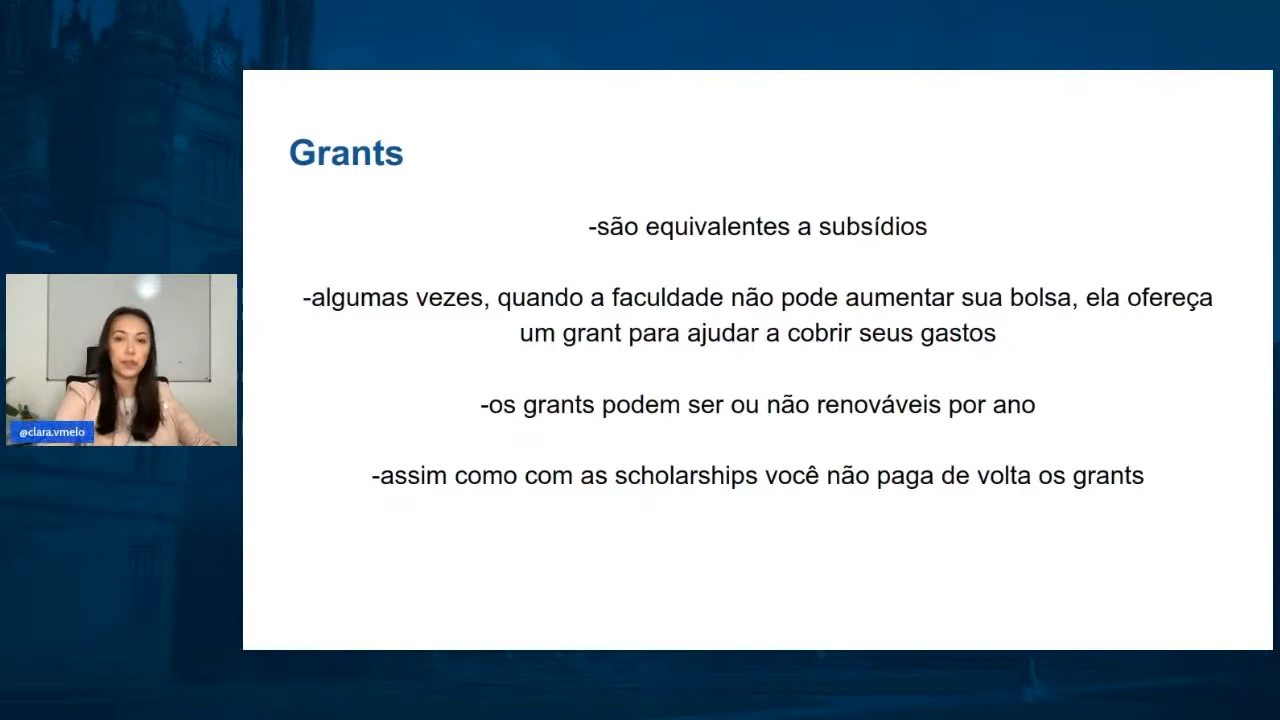 Grants
-são equivalentes a subsídios
-algumas vezes, quando a faculdade não pode aumentar sua bolsa, ela ofereça
um grant para ajudar a cobrir seus gastos
-os grants podem ser ou não renováveis por ano
-assim como com as scholarships você não paga de volta os grants
@clara.vmelo